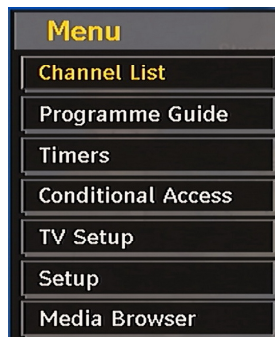 Menu
Channel List
Programme Guide
Timers
Conditional Access
TV Setup
Setup
Media Browser